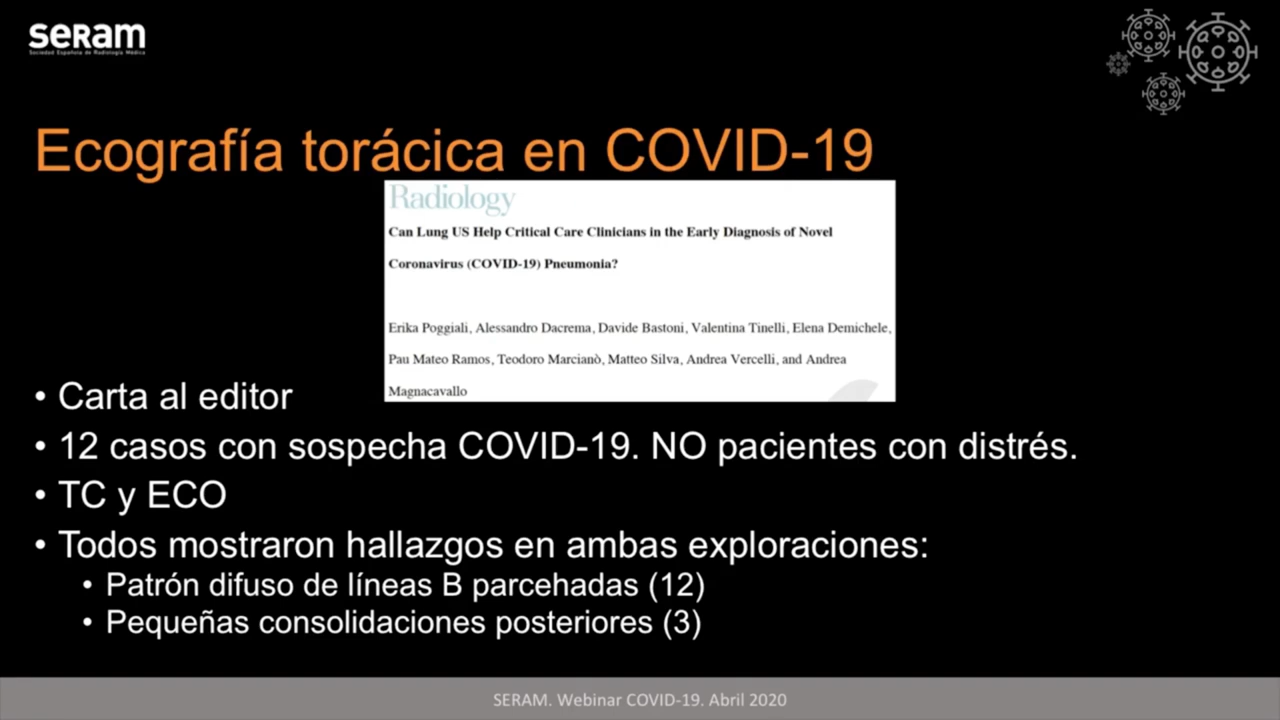 seram
Sociedad Española de Radiología Médica
Ecografía torácica en COVID-19
Radiology
Can Lung US Help Critical Care Clinicians in the Early Diagnosis of Novel
Coronavirus (COVID-19) Pneumonia?
Erika Poggiali, Alessandro Dacrema, Davide Bastoni, Valentina Tinelli, Elena Demichele,
Pau Mateo Ramos, Teodoro Marcianò, Matteo Silva, Andrea Vercelli, and Andrea
Magnacavallo
• Carta al editor
• 12 casos con sospecha COVID-19. NO pacientes con distrés.
• TC y ECO
• Todos mostraron hallazgos en ambas exploraciones:
• Patrón difuso de líneas B parcehadas (12)
• Pequeñas consolidaciones posteriores (3)
SERAM. Webinar COVID-19. Abril 2020